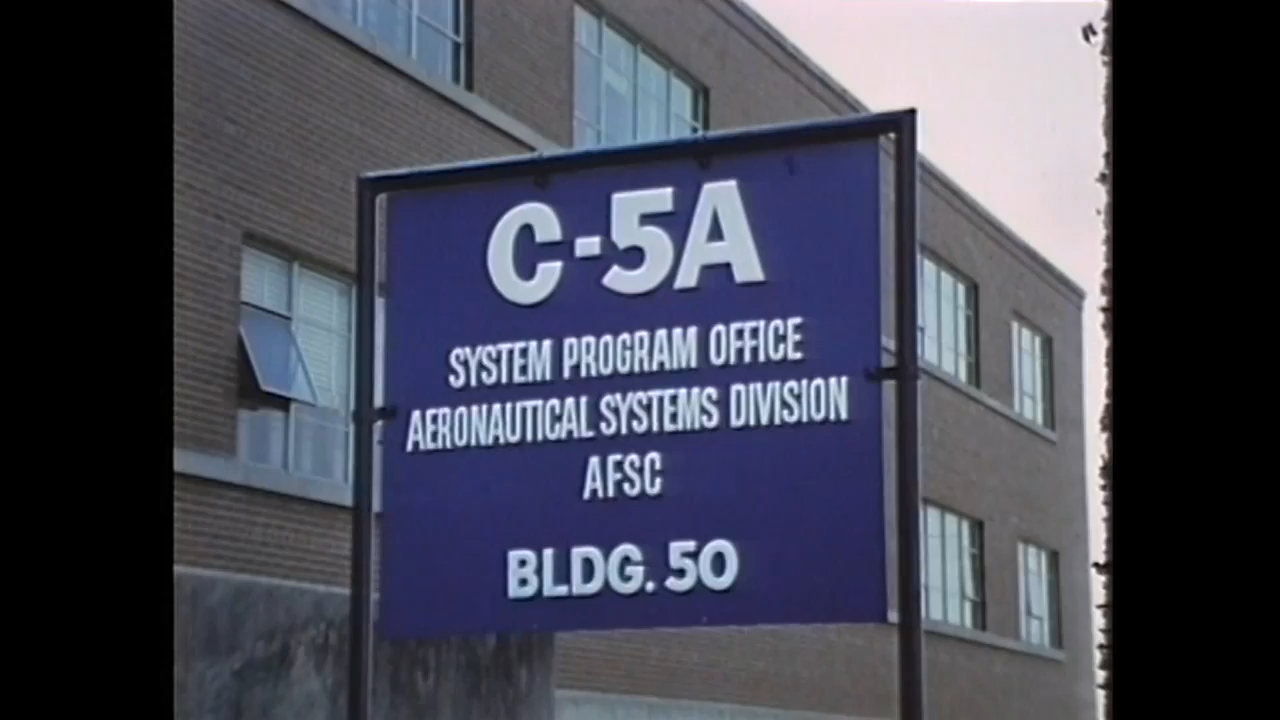 C-5A
SYSTEM PROGRAM OFFICE
AERONAUTICAL SYSTEMS DIVISION
AFSC
BLDG. 50